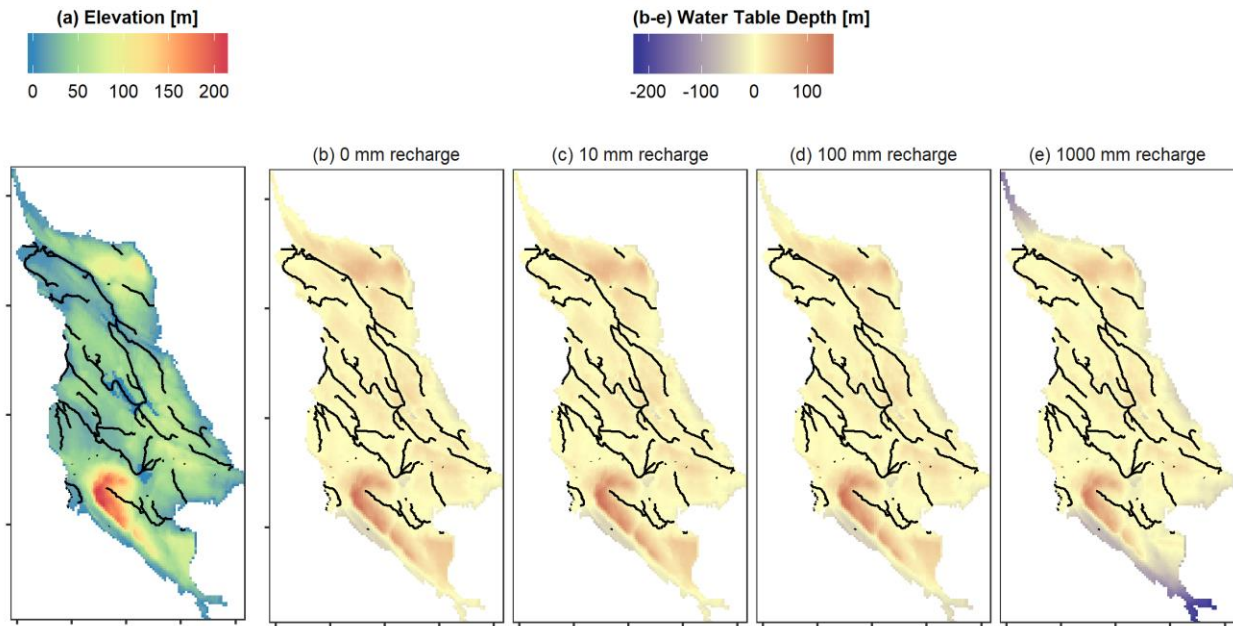 (a) Elevation [m]
0 50 100 150 200
(b-e) Water Table Depth [m]
-200 -100 0 100
(b) 0 mm recharge
(c) 10 mm recharge
(d) 100 mm recharge
(e) 1000 mm recharge